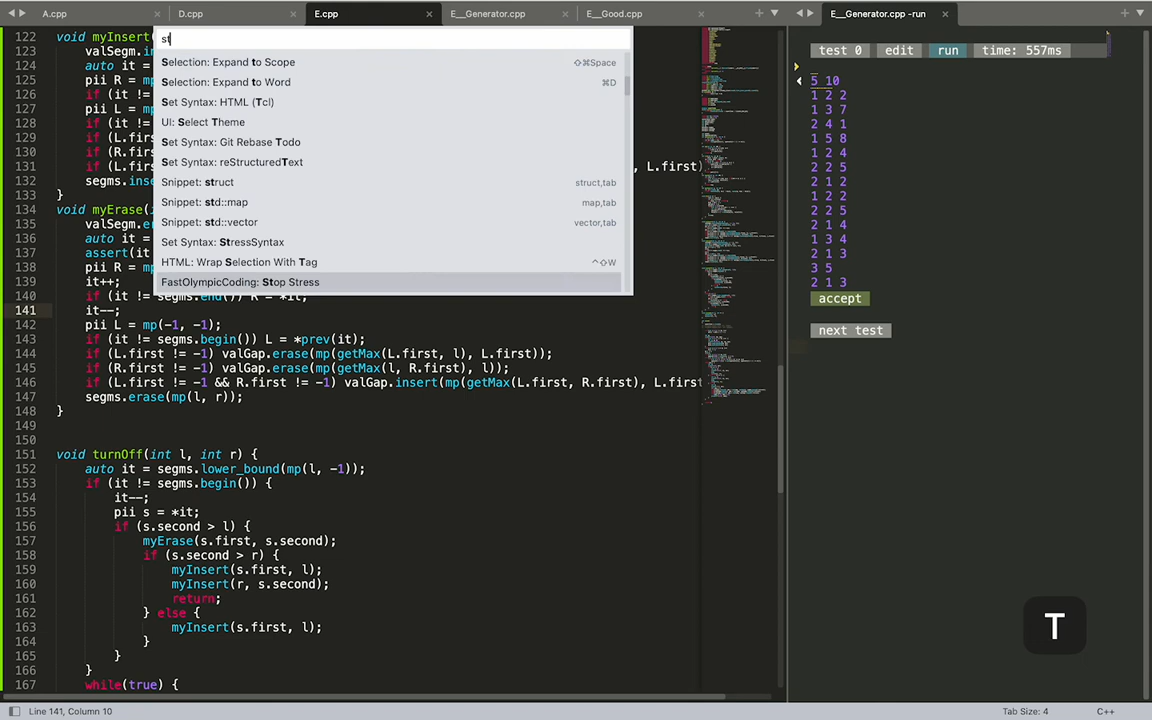 A.cpp D.cpp E.cpp E__Generator.cpp E__Good.cpp E__Generator.cpp -run
st
Selection: Expand to Scope ⇧⌘Space
Selection: Expand to Word ⌘D
Set Syntax: HTML (Tcl)
UI: Select Theme
Set Syntax: Git Rebase Todo
Set Syntax: reStructuredText
Snippet: struct struct,tab
Snippet: std::map map,tab
Snippet: std::vector vector,tab
Set Syntax: StressSyntax
HTML: Wrap Selection With Tag ^⇧W
FastOlympicCoding: Stop Stress
122 void myInsert(
123 valSegm.in
124 auto it =
125 pii R = mp
126 if (it !=
127 pii L = mp
128 if (it !=
129 if (L.firs
130 if (R.firs
131 if (L.firs L.first)
132 segms.inse
133 }
134 void myErase(i
135 valSegm.er
136 auto it =
137 assert(it
138 pii R = mp
139 it++;
140 if (it != segms.end()) R = *it;
141 it--;
142 pii L = mp(-1, -1);
143 if (it != segms.begin()) L = *prev(it);
144 if (L.first != -1) valGap.erase(mp(getMax(L.first, l), L.first));
145 if (R.first != -1) valGap.erase(mp(getMax(l, R.first), l));
146 if (L.first != -1 && R.first != -1) valGap.insert(mp(getMax(L.first, R.first), L.first
147 segms.erase(mp(l, r));
148 }
149
150
151 void turnOff(int l, int r) {
152 auto it = segms.lower_bound(mp(l, -1));
153 if (it != segms.begin()) {
154 it--;
155 pii s = *it;
156 if (s.second > l) {
157 myErase(s.first, s.second);
158 if (s.second > r) {
159 myInsert(s.first, l);
160 myInsert(r, s.second);
161 return;
162 } else {
163 myInsert(s.first, l);
164 }
165 }
166 }
167 while(true) {
test 0 edit run time: 557ms
5 10
1 2 2
1 3 7
2 4 1
1 5 8
1 2 4
2 2 5
2 1 2
1 2 2
2 2 5
2 1 4
1 3 4
2 1 3
3 5
2 1 3
accept
next test
T
Line 141, Column 10 Tab Size: 4 C++